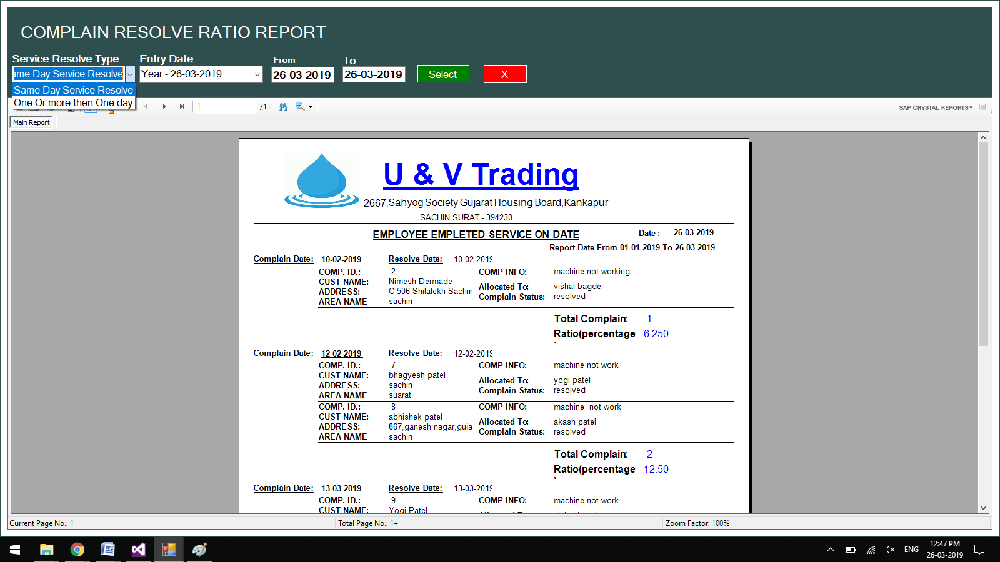 COMPLAIN RESOLVE RATIO REPORT
Service Resolve Type Entry Date From To
ame Day Service Resolve Year - 26-03-2019 26-03-2019 26-03-2019 Select X
Same Day Service Resolve
One Or more then One day
1 /1+ SAP CRYSTAL REPORTS®
Main Report
U & V Trading
2667,Sahyog Society Gujarat Housing Board,Kankapur
SACHIN SURAT - 394230
EMPLOYEE EMPLETED SERVICE ON DATE Date : 26-03-2019
Report Date From 01-01-2019 To 26-03-2019
Complain Date: 10-02-2019 Resolve Date: 10-02-2019
COMP. ID.: 2 COMP INFO: machine not working
CUST NAME: Nimesh Dermade Allocated To: vishal bagde
ADDRESS: C 506 Shilalekh Sachin Complain Status: resolved
AREA NAME sachin
Total Complain: 1
Ratio(percentage 6.250
Complain Date: 12-02-2019 Resolve Date: 12-02-2019
COMP. ID.: 7 COMP INFO: machine not work
CUST NAME: bhagyesh patel Allocated To: yogi patel
ADDRESS: sachin Complain Status: resolved
AREA NAME suarat
COMP. ID.: 8 COMP INFO: machine  not work
CUST NAME: abhishek patel Allocated To: akash patel
ADDRESS: 867,ganesh nagar,guja Complain Status: resolved
AREA NAME sachin
Total Complain: 2
Ratio(percentage 12.50
Complain Date: 13-03-2019 Resolve Date: 13-03-2019
COMP. ID.: 9 COMP INFO: machine not work
CUST NAME: Yogi Patel
Current Page No.: 1 Total Page No.: 1+ Zoom Factor: 100%
ENG 12:47 PM
26-03-2019